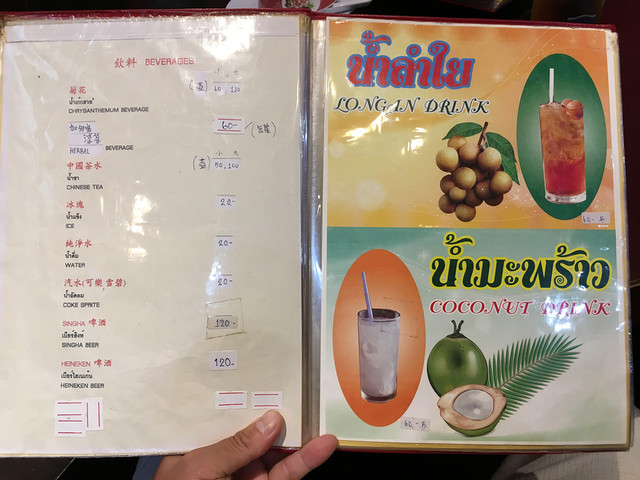 飲料 BEVERAGES
小 大
菊花 (壺) 60, 120
น้ำเก๊กฮวย
CHRYSANTHEMUM BEVERAGE
60-
涼茶
HERBAL BEVERAGE
小 大
中國茶水 (壺) 50, 100
น้ำชา
CHINESE TEA
冰塊 20-
น้ำแข็ง
ICE
純淨水 20-
น้ำดื่ม
WATER
汽水(可樂,雪碧) 20-
น้ำอัดลม
COKE SPRITE
SINGHA 啤酒 120-
เบียร์สิงห์
SINGHA BEER
HEINEKEN 啤酒 120-
เบียร์ไฮเนเก้น
HEINEKEN BEER
น้ำลำใย
LONGAN DRINK
60.-฿
น้ำมะพร้าว
COCONUT DRINK
60.-฿